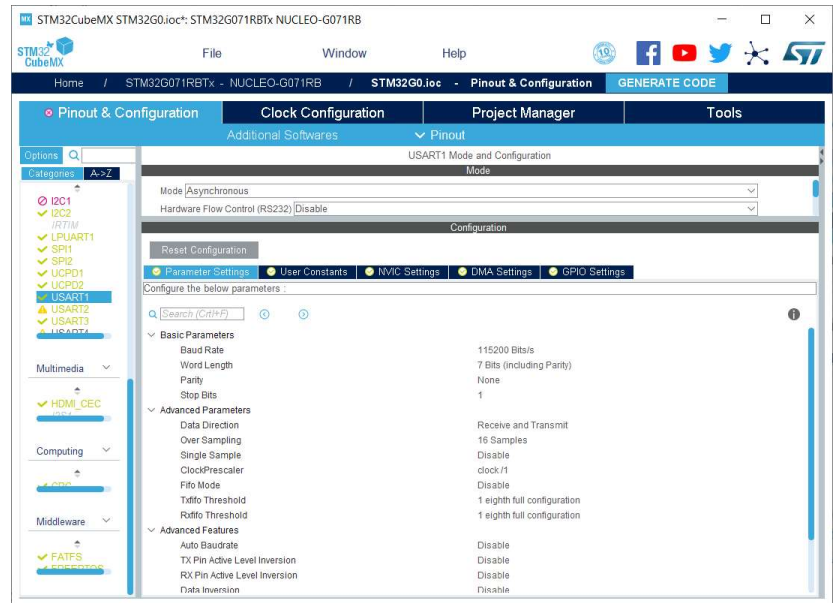 MX STM32CubeMX STM32G0.ioc*: STM32G071RBTx NUCLEO-G071RB
STM32
CubeMX
File Window Help
10
Home / STM32G071RBTx - NUCLEO-G071RB / STM32G0.ioc - Pinout & Configuration GENERATE CODE
Pinout & Configuration Clock Configuration Project Manager Tools
Additional Softwares Pinout
Options
Categories A->Z
I2C1
I2C2
IRTIM
LPUART1
SPI1
SPI2
UCPD1
UCPD2
USART1
USART2
USART3
USART4
Multimedia
HDMI_CEC
I2S1
Computing
CRC
Middleware
FATFS
FREERTOS
USART1 Mode and Configuration
Mode
Mode Asynchronous
Hardware Flow Control (RS232) Disable
Configuration
Reset Configuration
Parameter Settings User Constants NVIC Settings DMA Settings GPIO Settings
Configure the below parameters :
Search (Crtl+F)
Basic Parameters
Baud Rate 115200 Bits/s
Word Length 7 Bits (including Parity)
Parity None
Stop Bits 1
Advanced Parameters
Data Direction Receive and Transmit
Over Sampling 16 Samples
Single Sample Disable
ClockPrescaler clock /1
Fifo Mode Disable
Txfifo Threshold 1 eighth full configuration
Rxfifo Threshold 1 eighth full configuration
Advanced Features
Auto Baudrate Disable
TX Pin Active Level Inversion Disable
RX Pin Active Level Inversion Disable
Data Inversion Disable